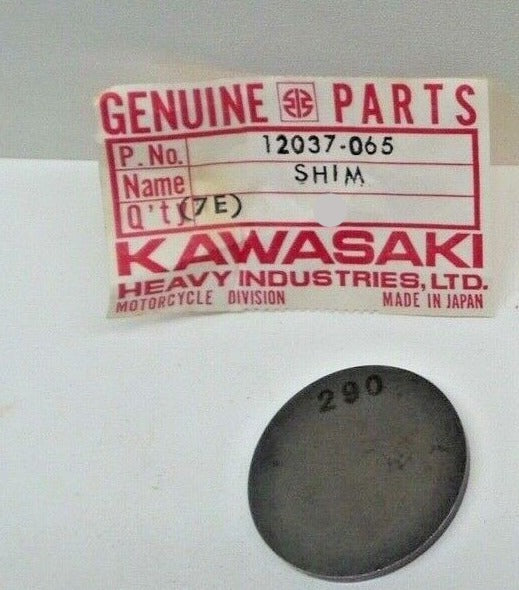 GENUINE PARTS
P. No. 12037-065
Name SHIM
Q't (7E)
KAWASAKI
HEAVY INDUSTRIES, LTD.
MOTORCYCLE DIVISION MADE IN JAPAN
290